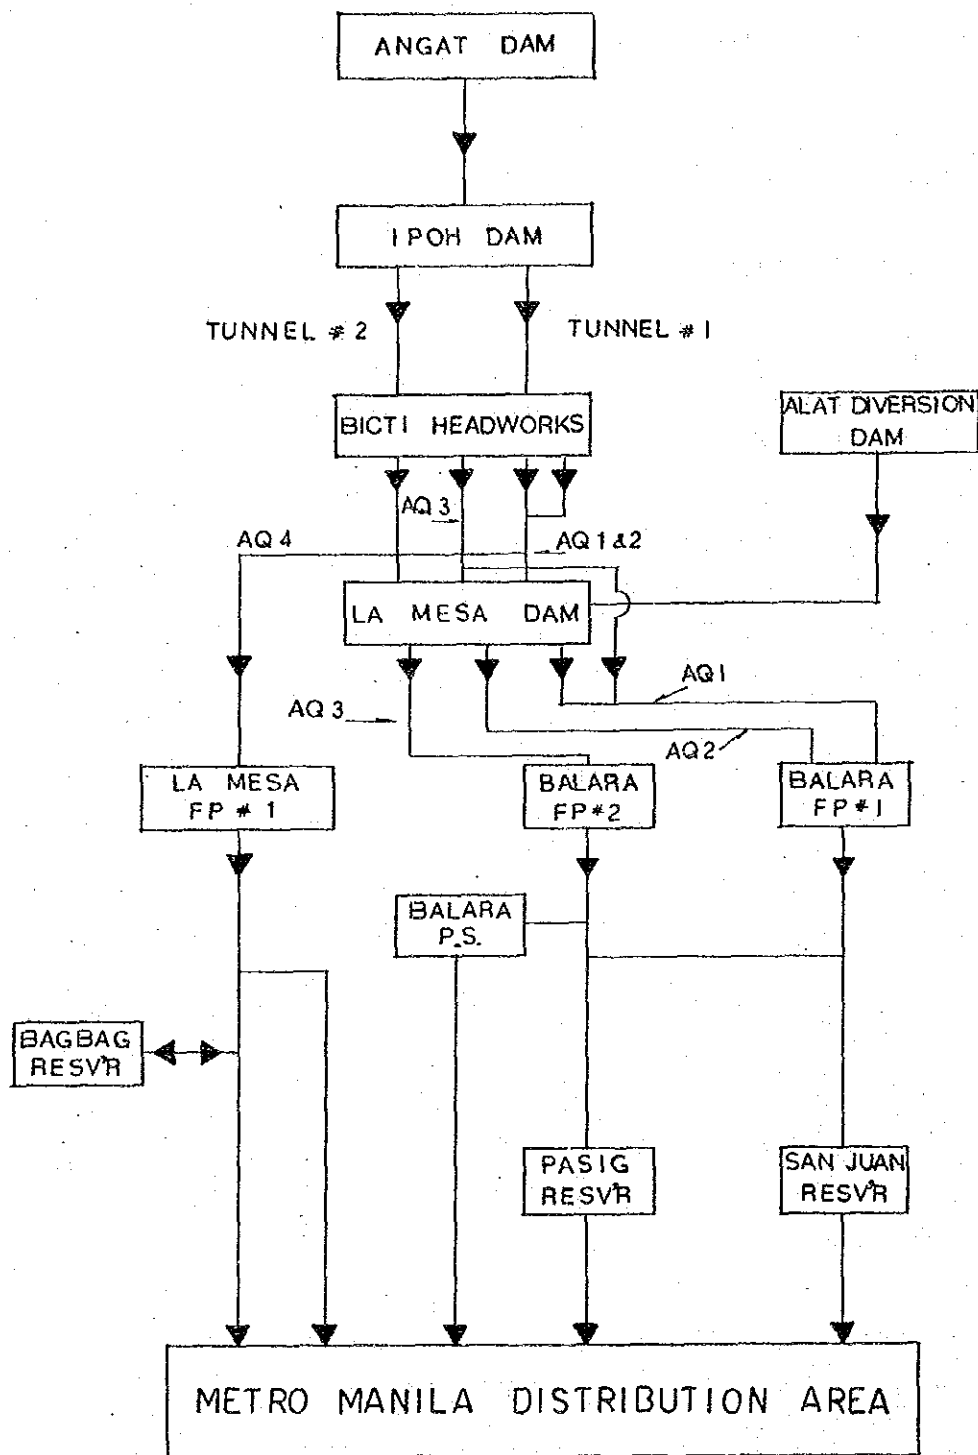 ANGAT DAM
IPOH DAM
TUNNEL # 2
TUNNEL # 1
BICTI HEADWORKS
ALAT DIVERSION
DAM
AQ 3
AQ 4
AQ 1 & 2
LA MESA DAM
AQ 1
AQ 3
AQ 2
LA MESA
FP # 1
BALARA
FP # 2
BALARA
FP # 1
BALARA
P.S.
BAGBAG
RESV'R
PASIG
RESV'R
SAN JUAN
RESV'R
METRO MANILA DISTRIBUTION AREA